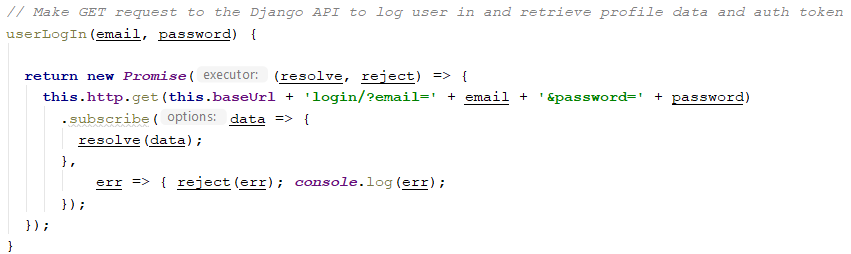 // Make GET request to the Django API to log user in and retrieve profile data and auth token
userLogIn(email, password) {
return new Promise( executor: (resolve, reject) => {
this.http.get(this.baseUrl + 'login/?email=' + email + '&password=' + password)
.subscribe( options: data => {
resolve(data);
},
err => { reject(err); console.log(err);
});
});
}